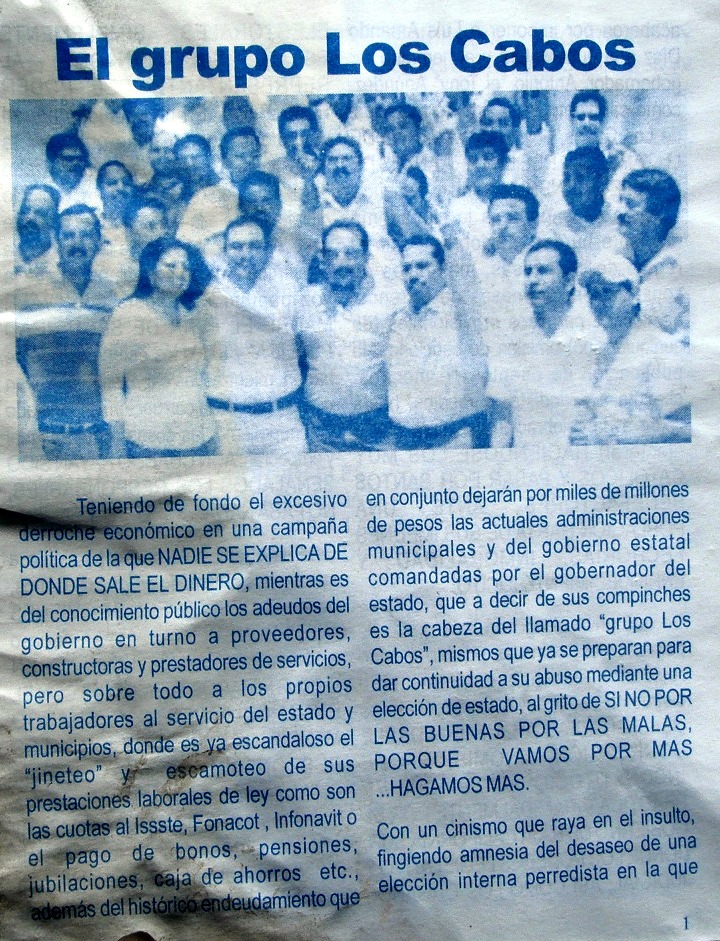 El grupo Los Cabos
Teniendo de fondo el excesivo
derroche económico en una campaña
política de la que NADIE SE EXPLICA DE
DONDE SALE EL DINERO, mientras es
del conocimiento público los adeudos del
gobierno en turno a proveedores,
constructoras y prestadores de servicios,
pero sobre todo a los propios
trabajadores al servicio del estado y
municipios, donde es ya escandaloso el
“jineteo” y escamoteo de sus
prestaciones laborales de ley como son
las cuotas al Issste, Fonacot , Infonavit o
el pago de bonos, pensiones,
jubilaciones, caja de ahorros etc.,
además del histórico endeudamiento que
en conjunto dejarán por miles de millones
de pesos las actuales administraciones
municipales y del gobierno estatal
comandadas por el gobernador del
estado, que a decir de sus compinches
es la cabeza del llamado “grupo Los
Cabos”, mismos que ya se preparan para
dar continuidad a su abuso mediante una
elección de estado, al grito de SI NO POR
LAS BUENAS POR LAS MALAS,
PORQUE VAMOS POR MAS
...HAGAMOS MAS.
Con un cinismo que raya en el insulto,
fingiendo amnesia del desaseo de una
elección interna perredista en la que
1